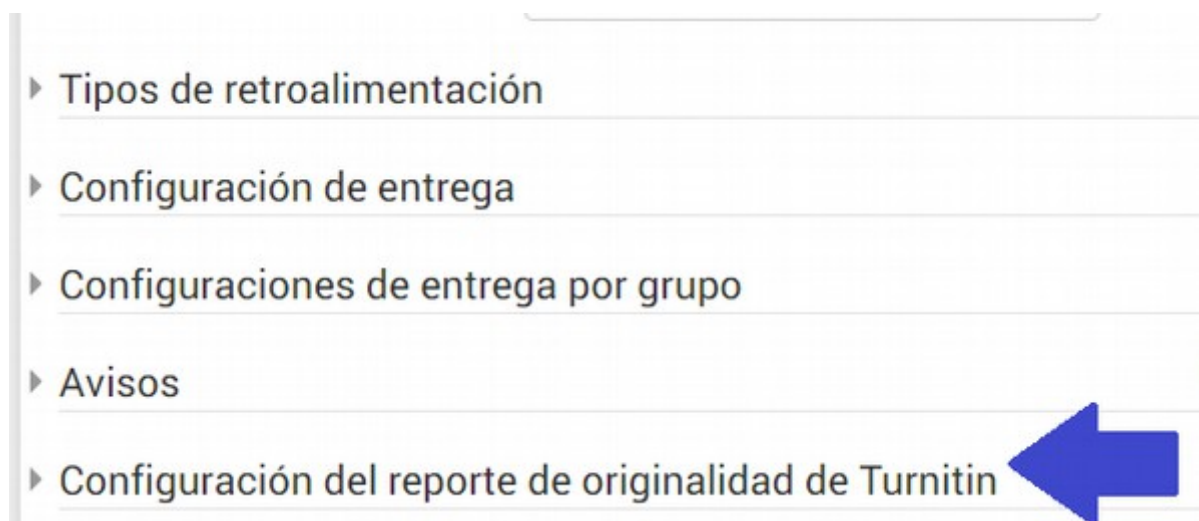 Tipos de retroalimentación
Configuración de entrega
Configuraciones de entrega por grupo
Avisos
Configuración del reporte de originalidad de Turnitin